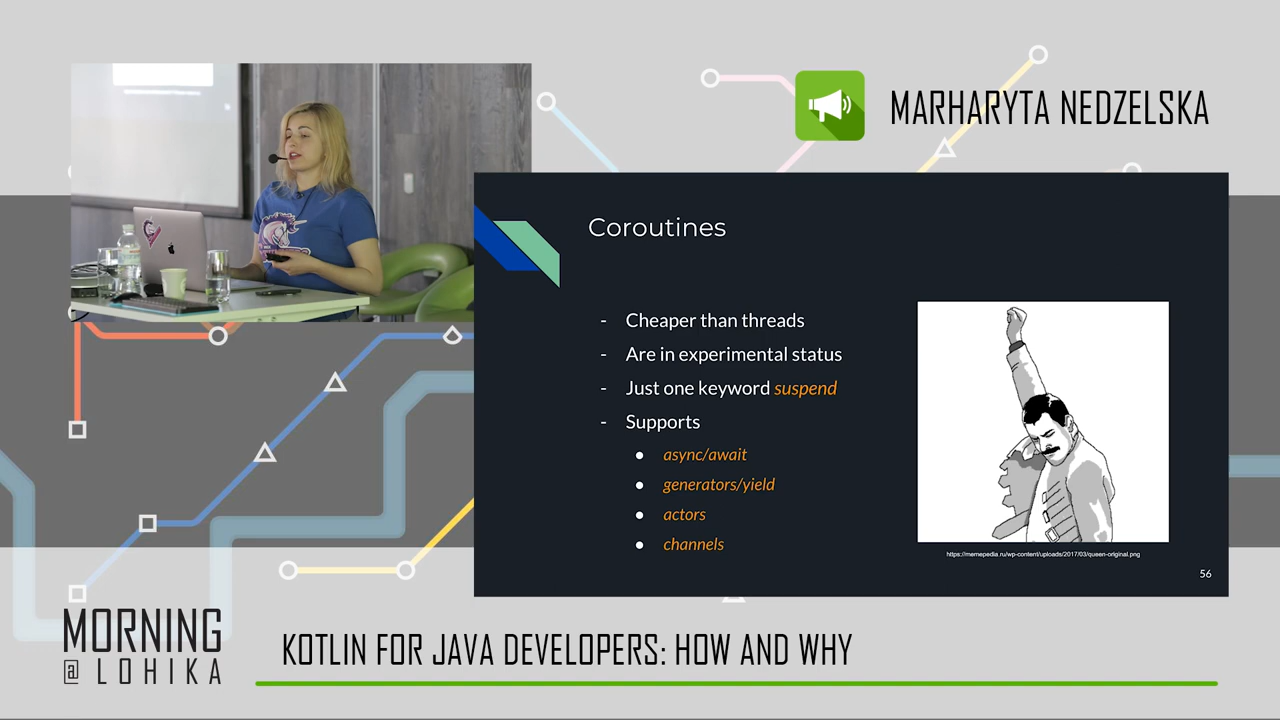 MARHARYTA NEDZELSKA
Coroutines
- Cheaper than threads
- Are in experimental status
- Just one keyword suspend
- Supports
● async/await
● generators/yield
● actors
● channels
https://memepedia.ru/wp-content/uploads/2017/03/queen-original.png
56
MORNING
@ LOHIKA
KOTLIN FOR JAVA DEVELOPERS: HOW AND WHY